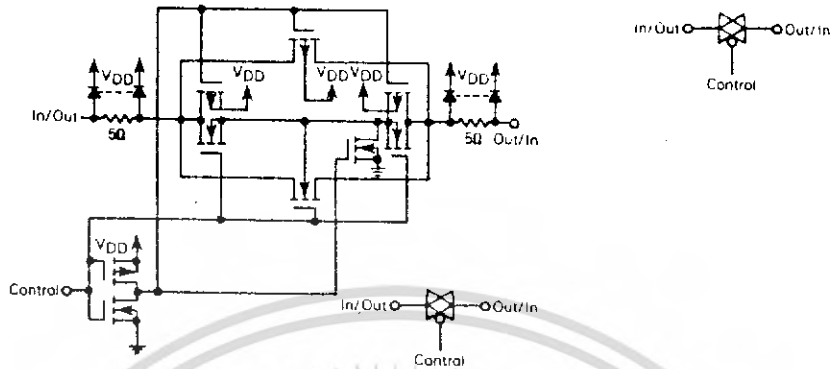 In/Out
Out/In
Control
VDD
VDD
VDD
VDD
VDD
In/Out
5Ω
5Ω
Out/In
VDD
Control
In/Out
Out/In
Control